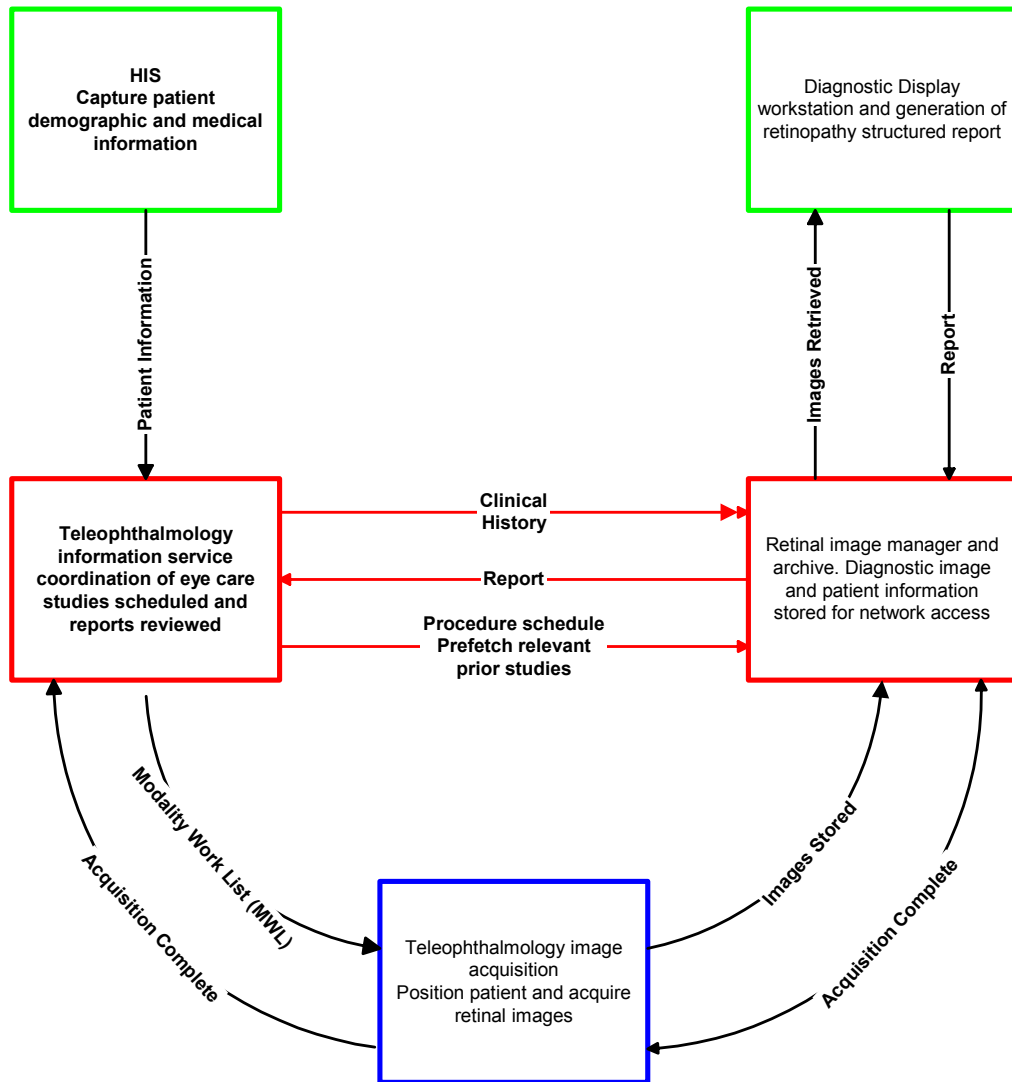 HIS
Capture patient
demographic and medical
information
Diagnostic Display
workstation and generation of
retinopathy structured report
Patient Information
Images Retrieved
Report
Teleophthalmology
information service
coordination of eye care
studies scheduled and
reports reviewed
Clinical
History
Report
Procedure schedule
Prefetch relevant
prior studies
Retinal image manager and
archive. Diagnostic image
and patient information
stored for network access
Modality Work List (MWL)
Acquisition Complete
Images Stored
Acquisition Complete
Teleophthalmology image
acquisition
Position patient and acquire
retinal images